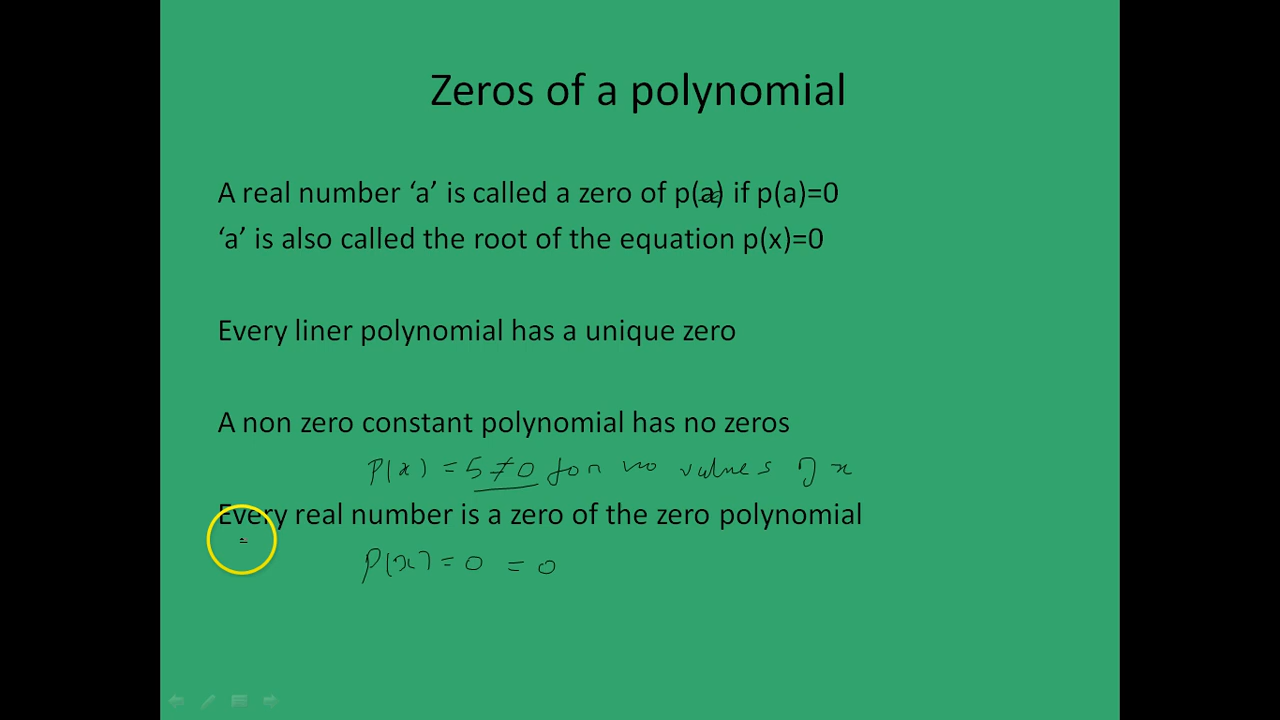 Zeros of a polynomial
A real number ‘a’ is called a zero of p(x) if p(a)=0
‘a’ is also called the root of the equation p(x)=0
Every liner polynomial has a unique zero
A non zero constant polynomial has no zeros
p(x) = 5 ≠ 0 for no values of x
Every real number is a zero of the zero polynomial
p(x) = 0 = 0